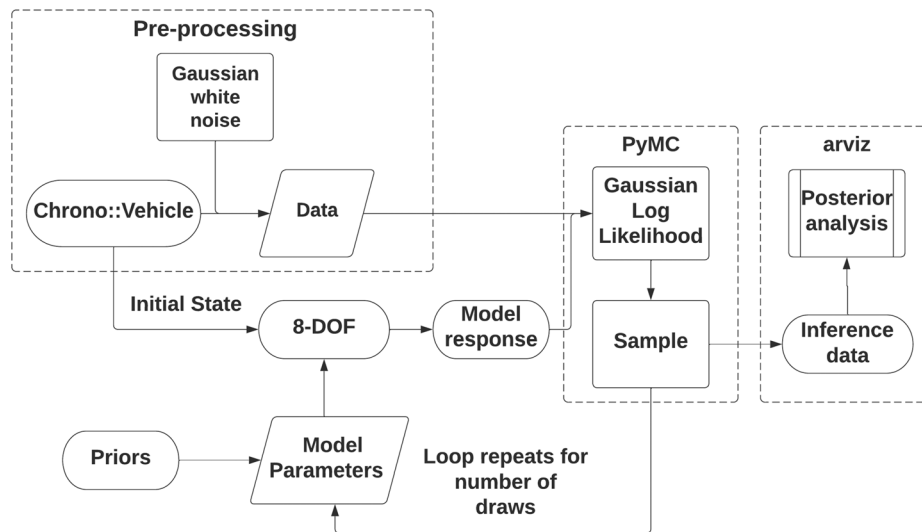 Pre-processing
Gaussian
white
noise
Chrono::Vehicle
Data
PyMC
Gaussian
Log
Likelihood
arviz
Posterior
analysis
Initial State
8-DOF
Model
response
Sample
Inference
data
Priors
Model
Parameters
Loop repeats for
number of
draws